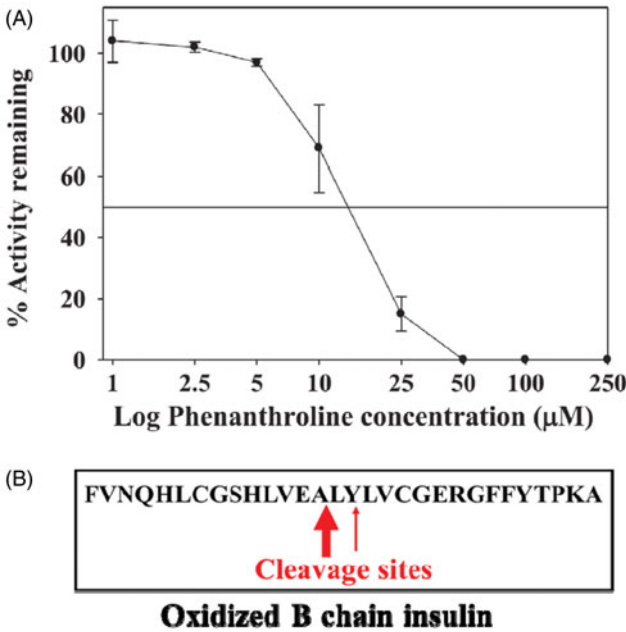 (A)
% Activity remaining
100
80
60
40
20
0
1 2.5 5 10 25 50 100 250
Log Phenanthroline concentration (µM)
(B)
FVNQHLCGSHLVEALYLVCGERGFFYTPKA
Cleavage sites
Oxidized B chain insulin